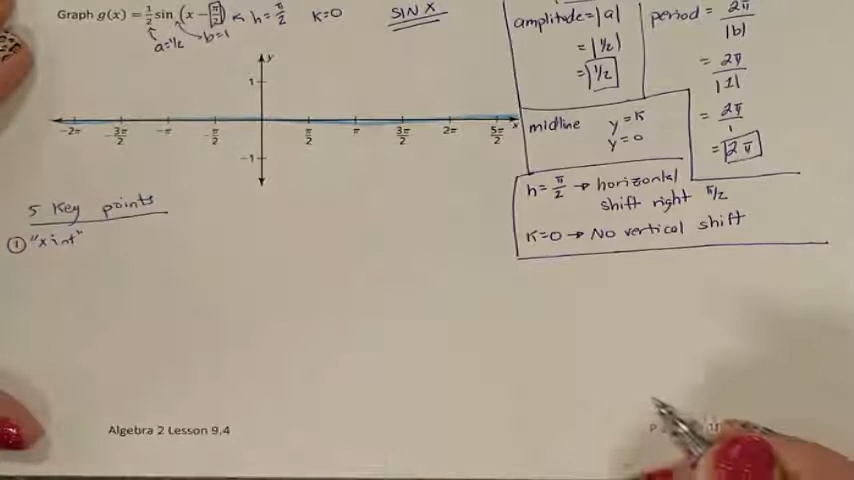 Graph g(x) = 1/2 sin (x - π/2) h = π/2 K=0 SIN X
a=1/2 b=1
amplitude = |a|
= |1/2|
= 1/2
period = 2π/|b|
= 2π/|1|
= 2π/1
= 2π
y
1
-2π -3π/2 -π -π/2 π/2 π 3π/2 2π 5π/2 x
-1
midline y = K
y = 0
h = π/2 → horizontal
shift right π/2
K=0 → No vertical shift
5 Key points
① "x int"
Algebra 2 Lesson 9.4